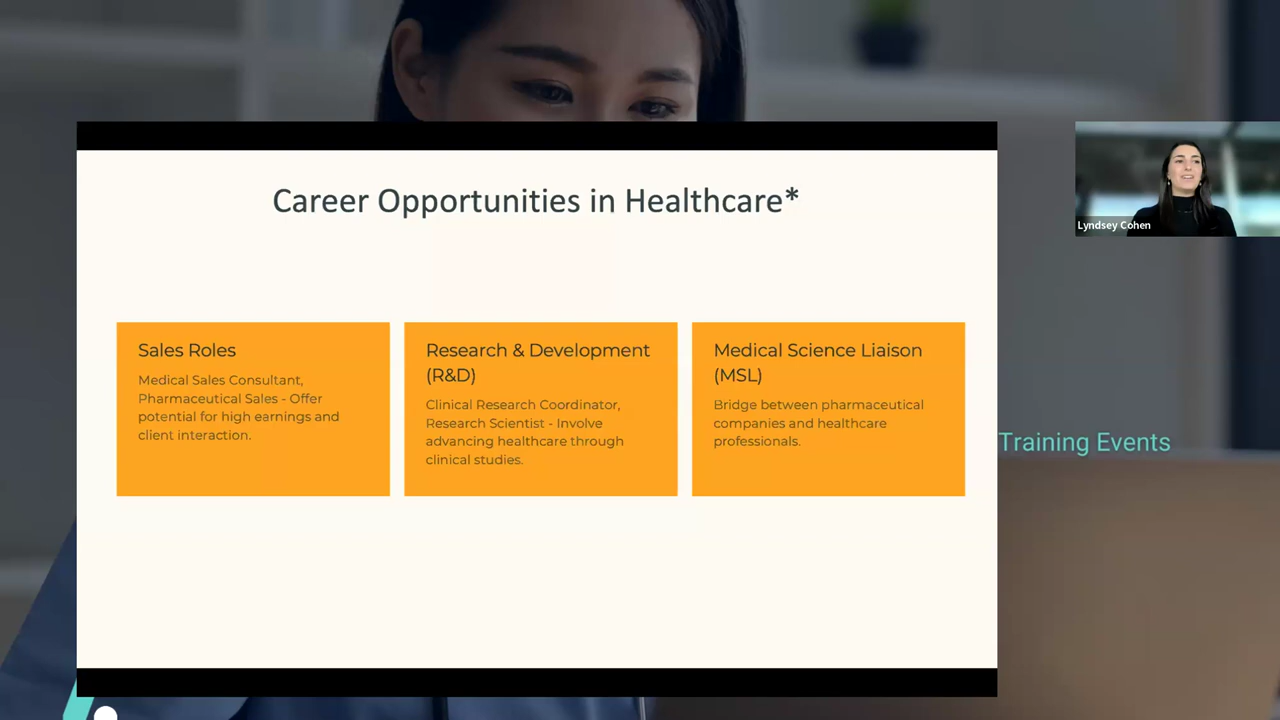 Career Opportunities in Healthcare*
Lyndsey Cohen
Sales Roles
Medical Sales Consultant,
Pharmaceutical Sales - Offer
potential for high earnings and
client interaction.
Research & Development
(R&D)
Clinical Research Coordinator,
Research Scientist - Involve
advancing healthcare through
clinical studies.
Medical Science Liaison
(MSL)
Bridge between pharmaceutical
companies and healthcare
professionals.
Training Events